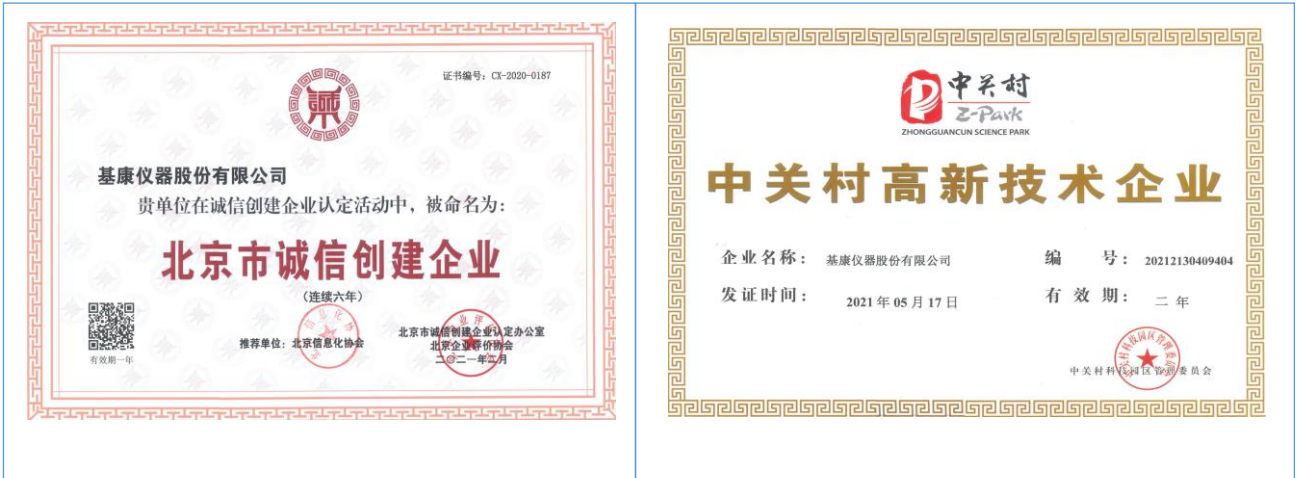 证书编号：CX-2020-0187
基康仪器股份有限公司
贵单位在诚信创建企业认定活动中，被命名为：
北京市诚信创建企业
（连续六年）
推荐单位：北京信息化协会
北京市诚信创建企业认定办公室
北京企业评价协会
有效期一年
中关村
Z-Park
ZHONGGUANCUN SCIENCE PARK
中关村高新技术企业
企业名称：基康仪器股份有限公司
编号：20212130409404
发证时间：2021年05月17日
有效期：二年
中关村科技园区管理委员会